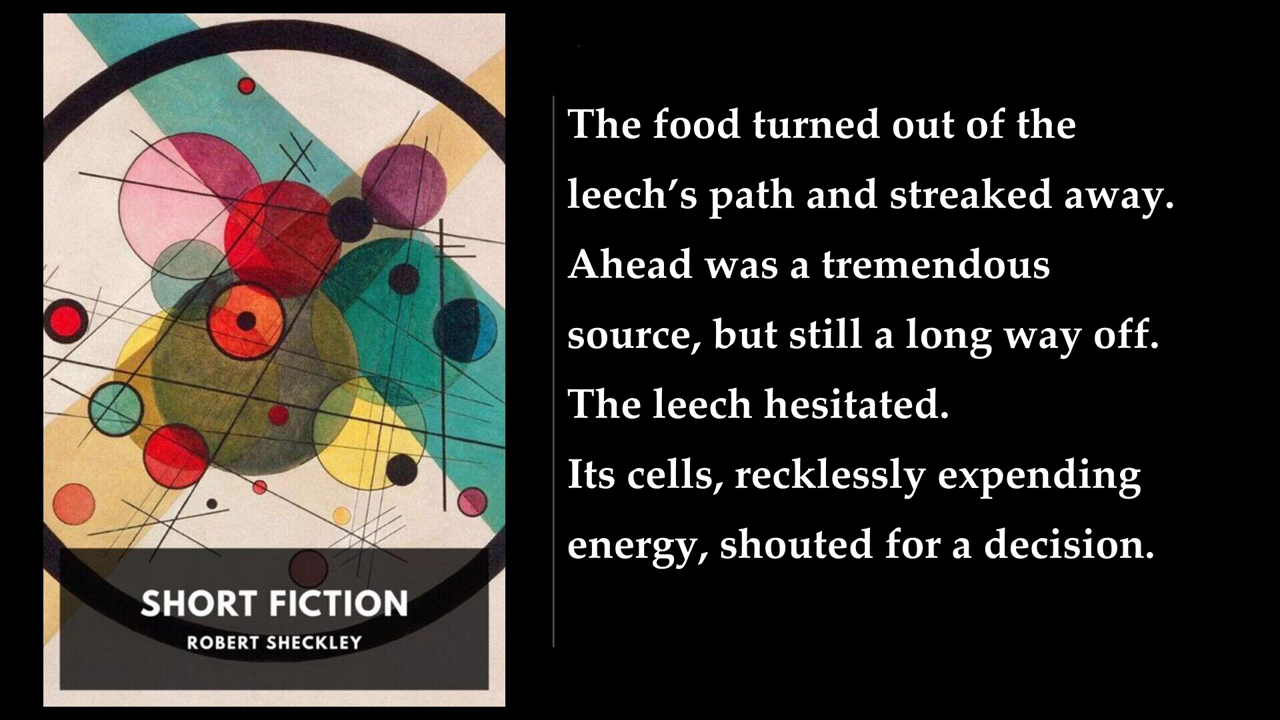 SHORT FICTION
ROBERT SHECKLEY
The food turned out of the
leech’s path and streaked away.
Ahead was a tremendous
source, but still a long way off.
The leech hesitated.
Its cells, recklessly expending
energy, shouted for a decision.